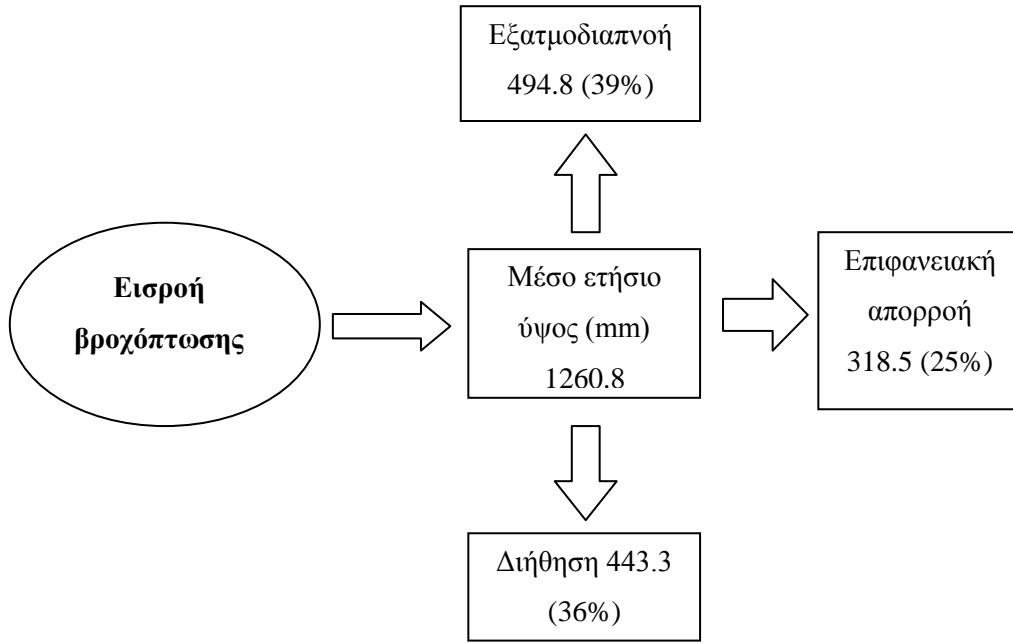 Εξατμοδιαπνοή
494.8 (39%)
Εισροή
βροχόπτωσης
Μέσο ετήσιο
ύψος (mm)
1260.8
Επιφανειακή
απορροή
318.5 (25%)
Διήθηση 443.3
(36%)